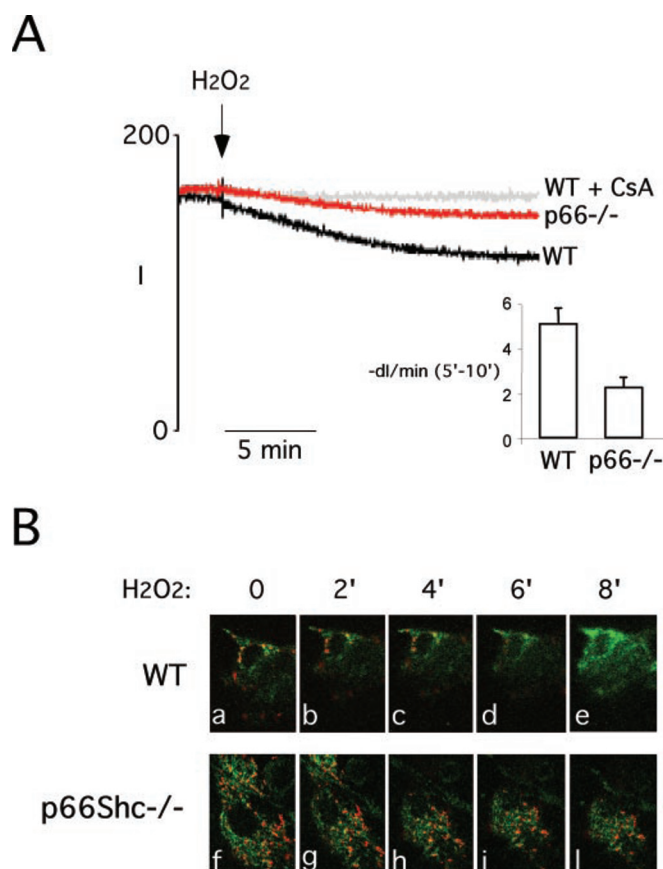 A
H2O2
200
WT + CsA
p66-/-
WT
I
6
4
-dI/min (5'-10')
2
0
0
5 min
WT p66-/-
B
H2O2: 0 2' 4' 6' 8'
WT
a b c d e
p66Shc-/-
f g h i l